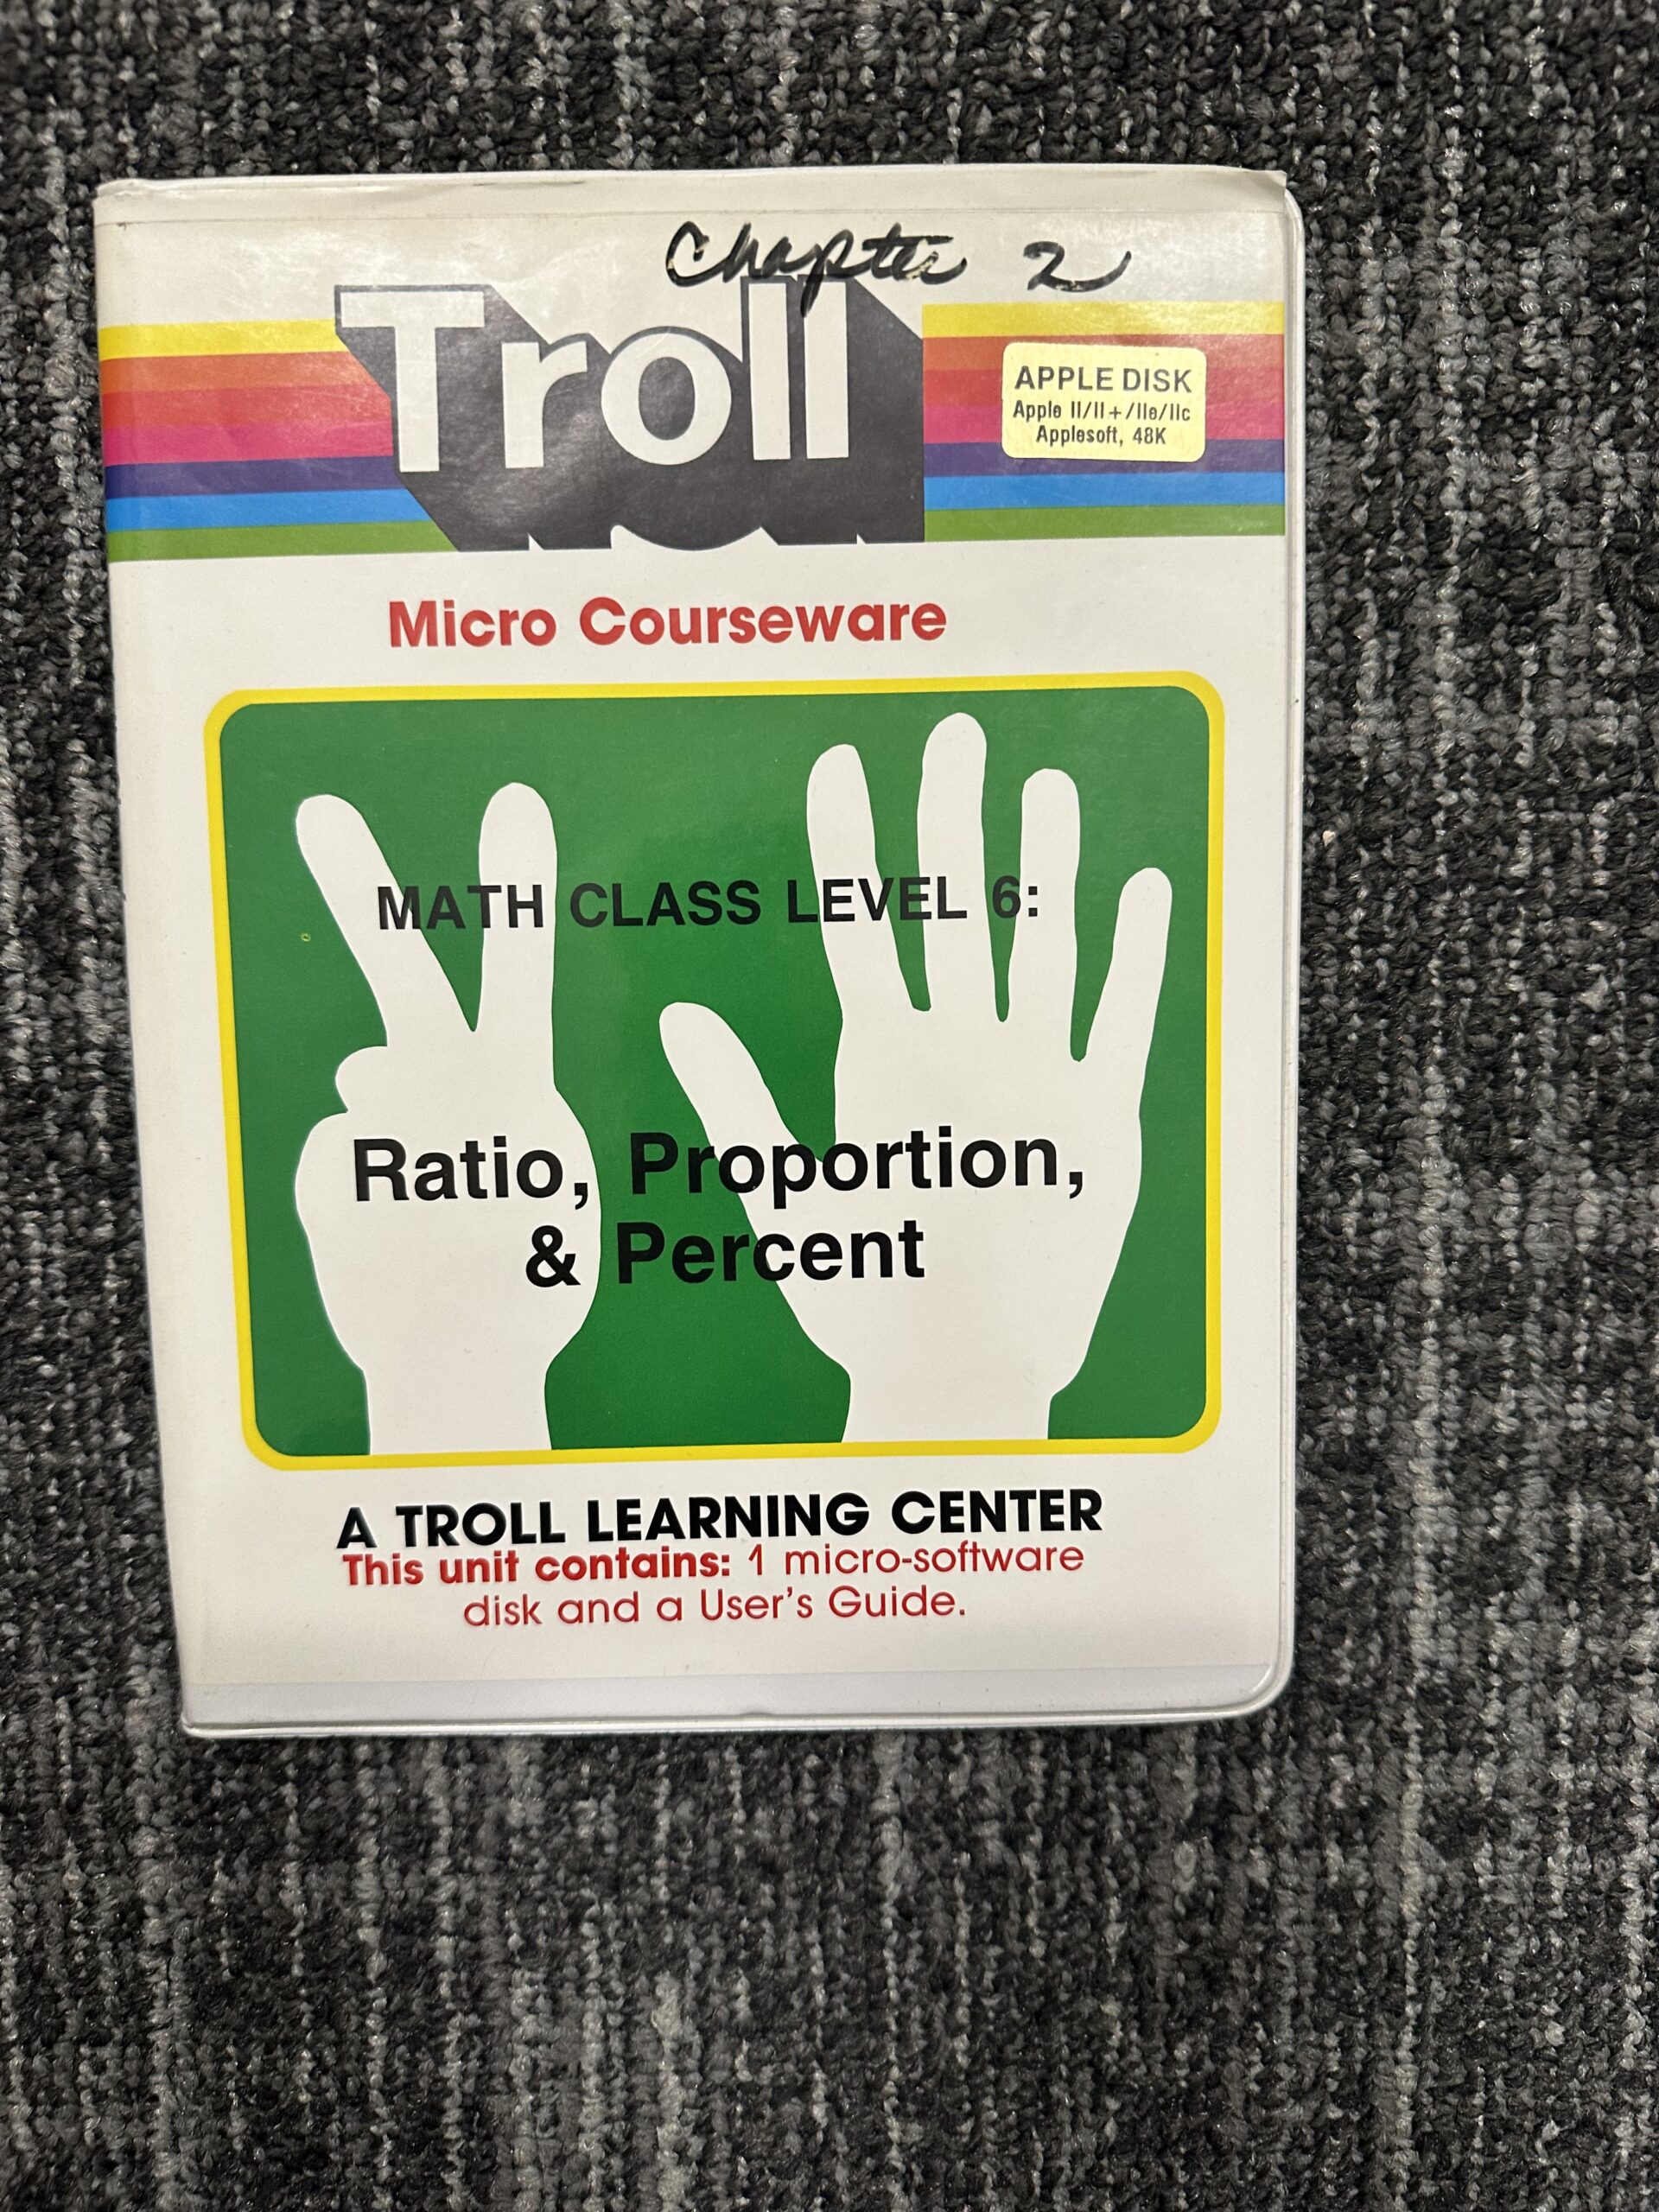 Chapter 2
Troll
APPLE DISK
Apple II/II+/IIe/IIc
Applesoft, 48K
Micro Courseware
MATH CLASS LEVEL 6:
Ratio, Proportion,
& Percent
A TROLL LEARNING CENTER
This unit contains: 1 micro-software
disk and a User's Guide.